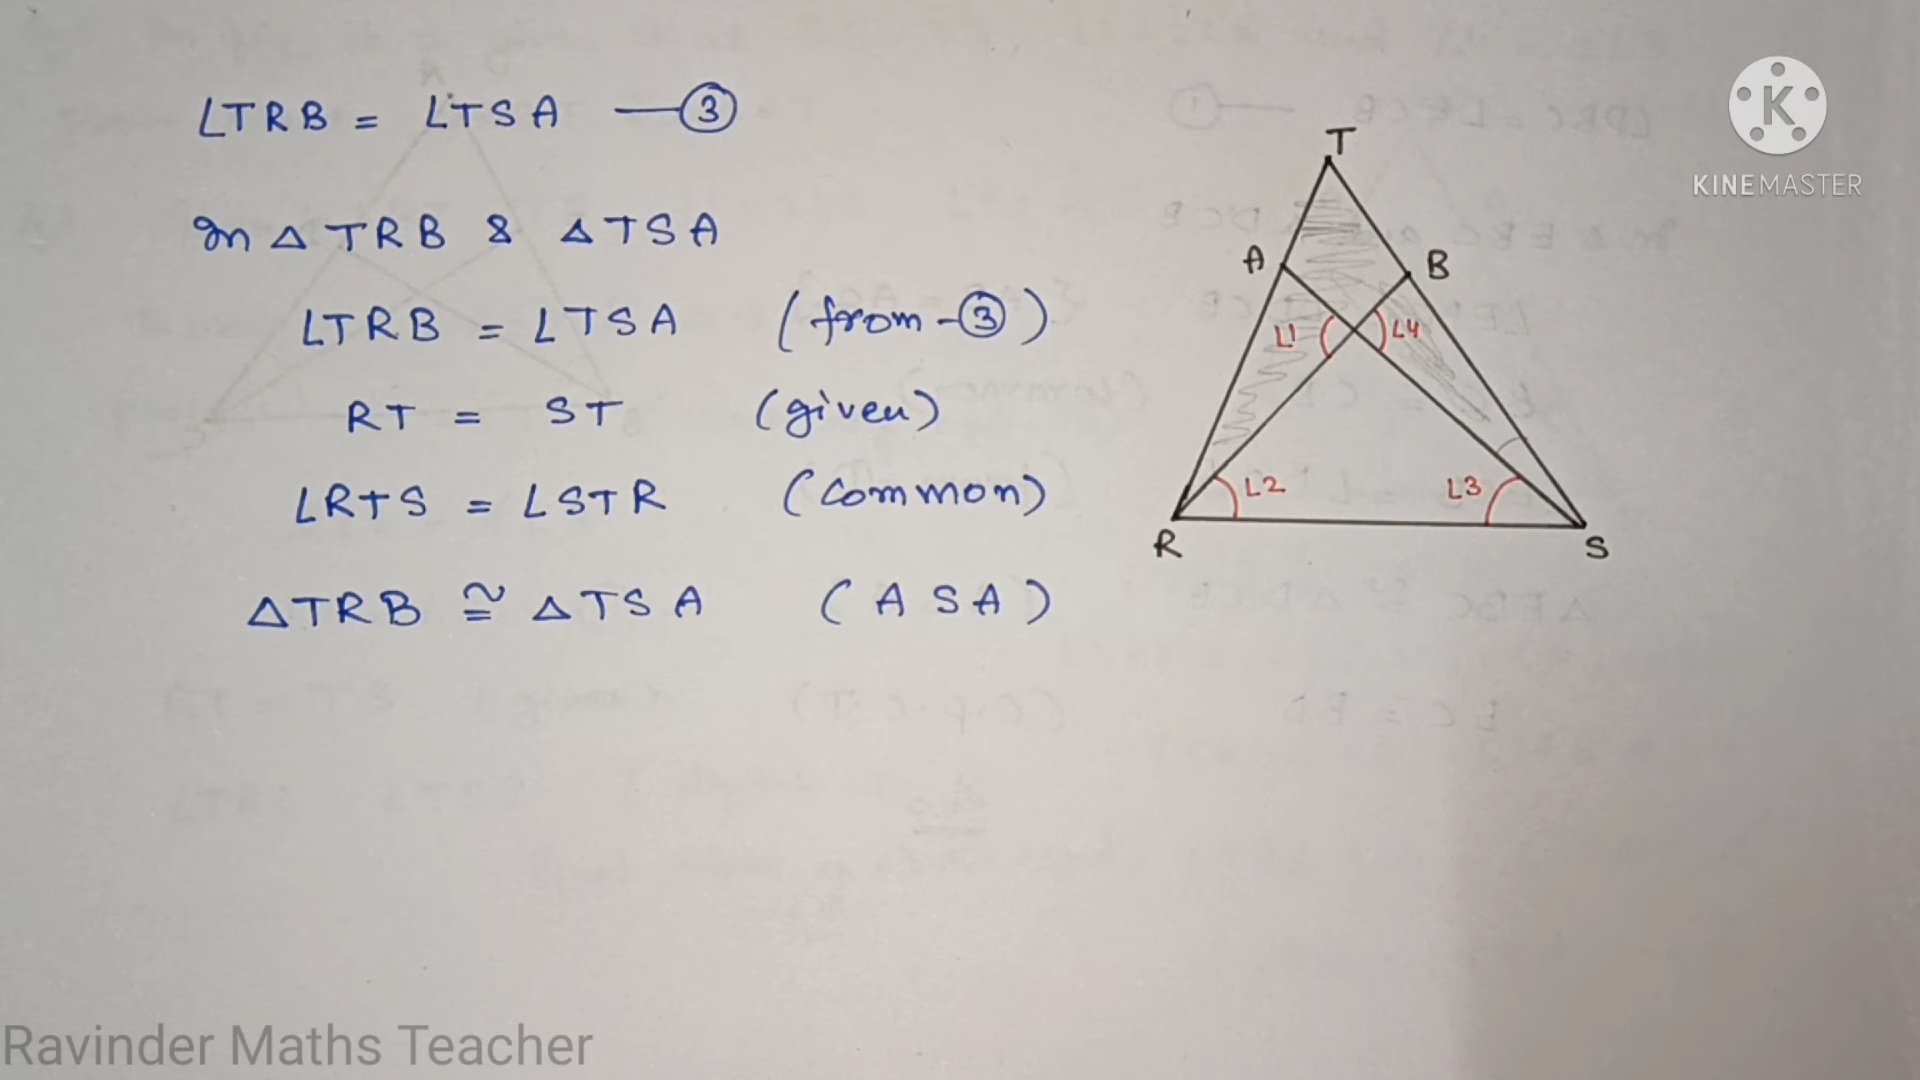 ∠TRB = ∠TSA —③
In △TRB & △TSA
∠TRB = ∠TSA (from -③)
RT = ST (given)
∠RTS = ∠STR (common)
△TRB ≅ △TSA (ASA)
T
A
B
∠1
∠4
∠2
∠3
R
S
K
KINEMASTER
Ravinder Maths Teacher